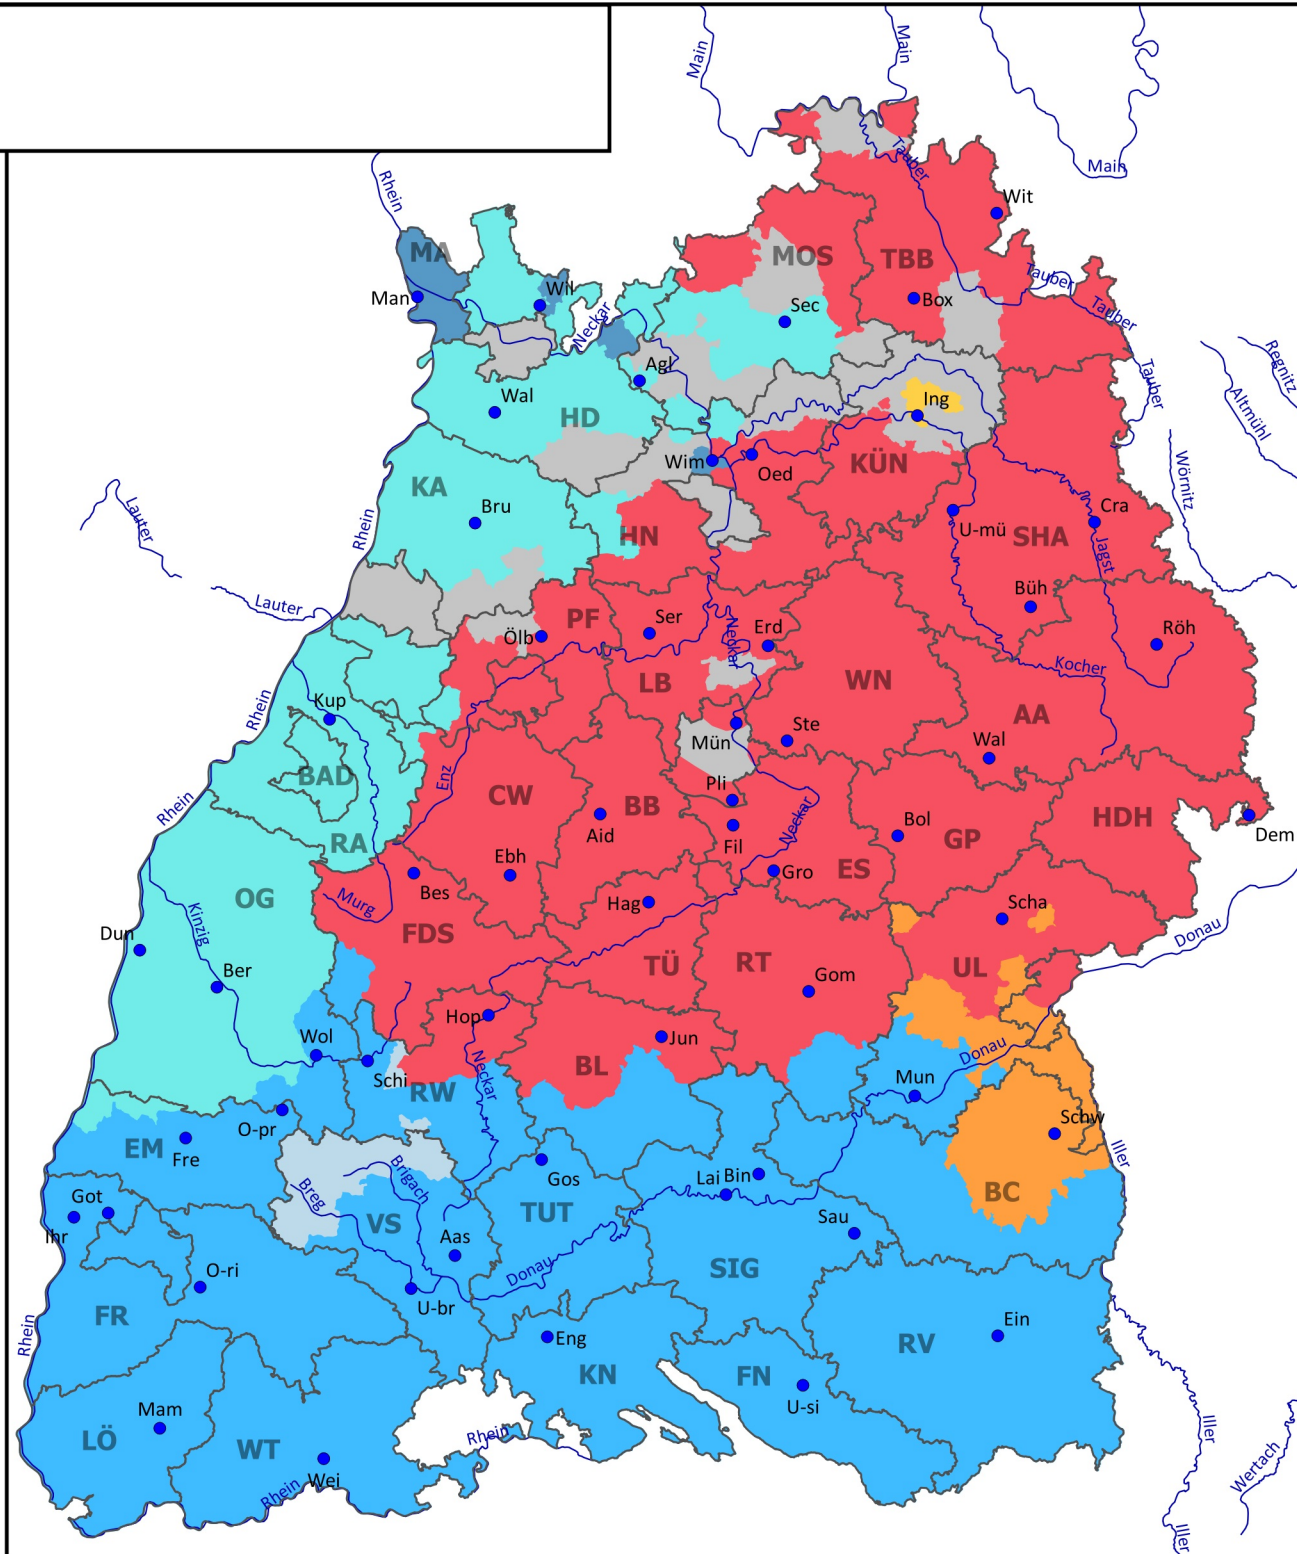 Main
Main
Main
Rhein
Tauber
Wit
MA
MOS
TBB
Tauber
Man
Wil
Box
Tauber
Neckar
Sec
Regnitz
Agl
Tauber
Wal
Ing
Altmühl
HD
Wim
Oed
KÜN
Wörnitz
KA
Bru
Lauter
Rhein
HN
U-mü
SHA
Cra
Jagst
Lauter
PF
Ser
Büh
Ölb
Neckar
Erd
Röh
Kocher
LB
WN
Kup
Rhein
AA
Mün
Ste
Wal
BAD
Enz
Pli
CW
BB
Rhein
Aid
Fil
Neckar
Bol
GP
HDH
Dem
RA
Ebh
Bes
Gro
ES
OG
Murg
Hag
Scha
Kinzig
Dun
FDS
Donau
Ber
TÜ
RT
UL
Gom
Hop
Wol
Jun
Schi
Neckar
BL
Donau
RW
Mun
O-pr
Schw
EM
Fre
Iller
Brigach
Gos
Lai
Bin
BC
Breg
Got
Ihr
VS
TUT
Sau
Aas
O-ri
Donau
SIG
U-br
FR
Rhein
Eng
Ein
KN
FN
RV
U-si
Mam
LÖ
WT
Rhein
Iller
Wei
Rhein
Wertach
Iller